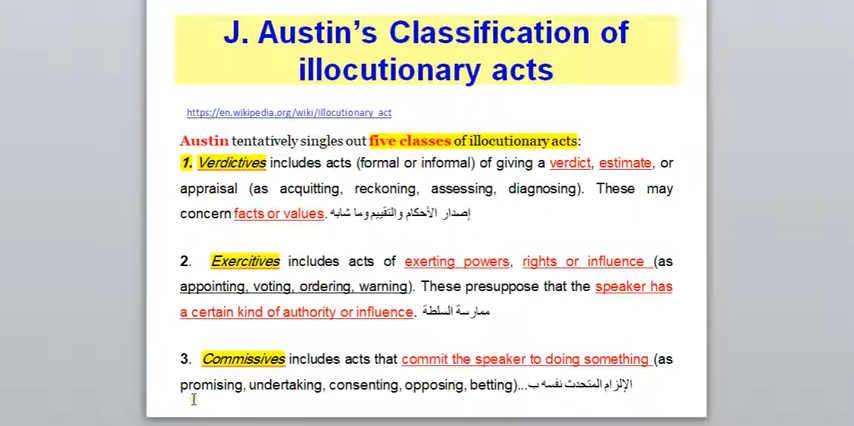 J. Austin's Classification of
illocutionary acts
https://en.wikipedia.org/wiki/Illocutionary_act
Austin tentatively singles out five classes of illocutionary acts:
1. Verdictives includes acts (formal or informal) of giving a verdict, estimate, or
appraisal (as acquitting, reckoning, assessing, diagnosing). These may
concern facts or values. إصدار الأحكام والتقييم وما شابه
2. Exercitives includes acts of exerting powers, rights or influence (as
appointing, voting, ordering, warning). These presuppose that the speaker has
a certain kind of authority or influence. ممارسة السلطة
3. Commissives includes acts that commit the speaker to doing something (as
promising, undertaking, consenting, opposing, betting)...الإلزام المتحدث نفسه ب